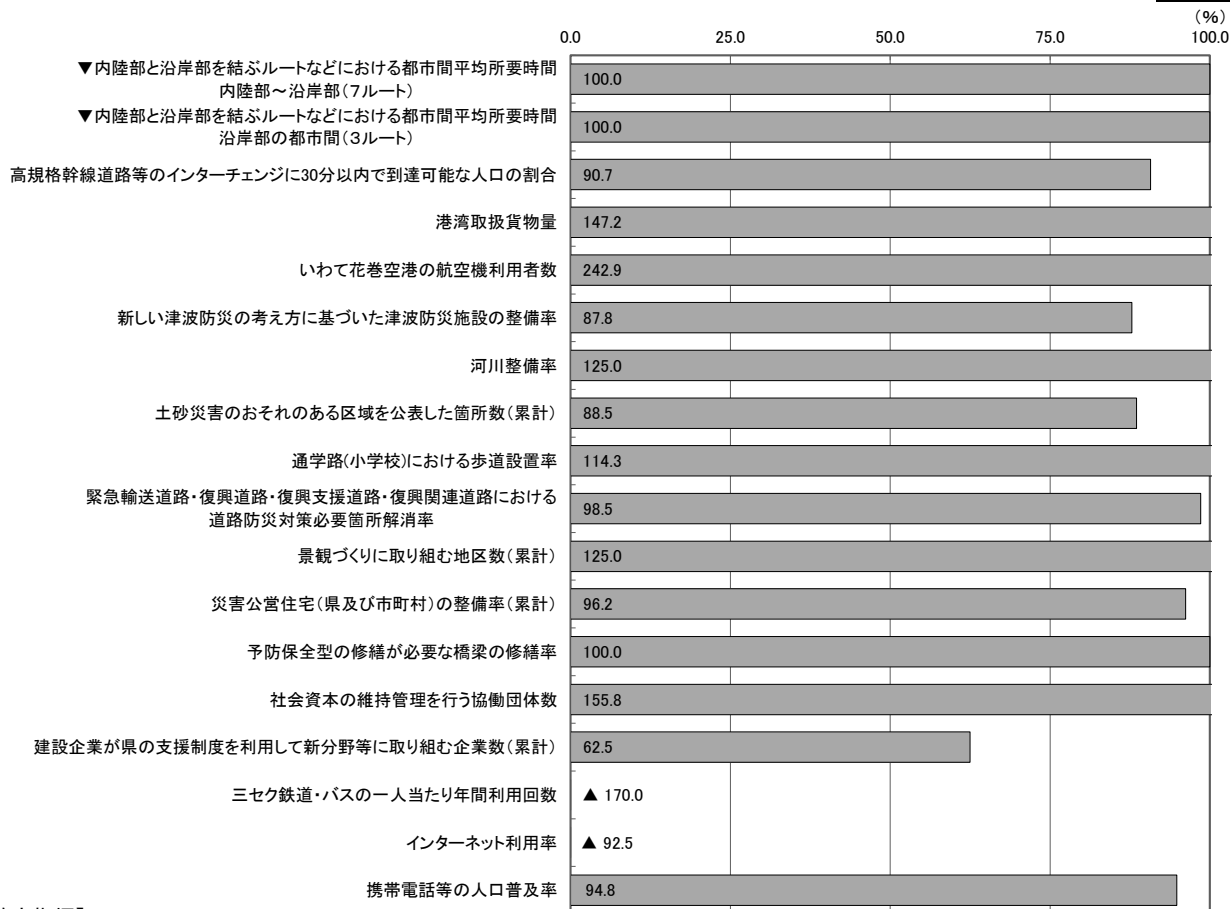 (%)
0.0 25.0 50.0 75.0 100.0
▼内陸部と沿岸部を結ぶルートなどにおける都市間平均所要時間
内陸部～沿岸部(7ルート)
100.0
▼内陸部と沿岸部を結ぶルートなどにおける都市間平均所要時間
沿岸部の都市間(3ルート)
100.0
高規格幹線道路等のインターチェンジに30分以内で到達可能な人口の割合 90.7
港湾取扱貨物量 147.2
いわて花巻空港の航空機利用者数 242.9
新しい津波防災の考え方に基づいた津波防災施設の整備率 87.8
河川整備率 125.0
土砂災害のおそれのある区域を公表した箇所数(累計) 88.5
通学路(小学校)における歩道設置率 114.3
緊急輸送道路・復興道路・復興支援道路・復興関連道路における
道路防災対策必要箇所解消率
98.5
景観づくりに取り組む地区数(累計) 125.0
災害公営住宅(県及び市町村)の整備率(累計) 96.2
予防保全型の修繕が必要な橋梁の修繕率 100.0
社会資本の維持管理を行う協働団体数 155.8
建設企業が県の支援制度を利用して新分野等に取り組む企業数(累計) 62.5
三セク鉄道・バスの一人当たり年間利用回数 ▲ 170.0
インターネット利用率 ▲ 92.5
携帯電話等の人口普及率 94.8